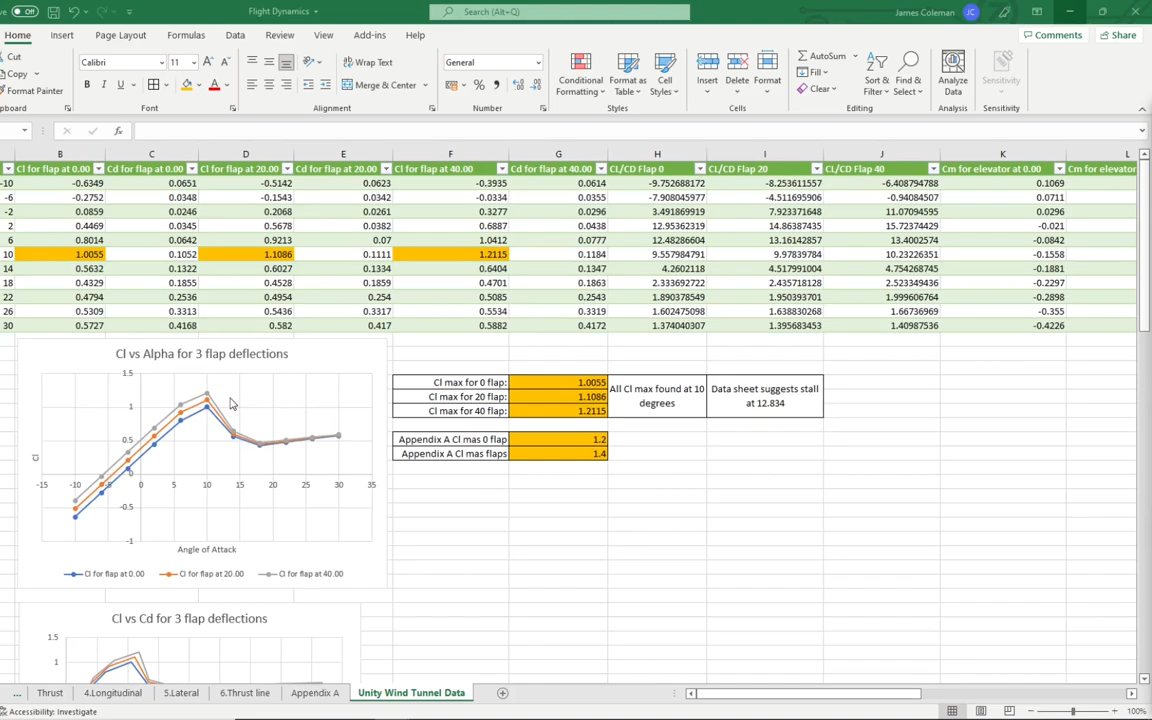 ve Off Flight Dynamics Search (Alt+Q) James Coleman JC
Home Insert Page Layout Formulas Data Review View Add-ins Help Comments Share
Cut Calibri 11 Wrap Text General AutoSum
Copy Merge & Center Fill
Format Painter Clear
Conditional Formatting Format as Table Cell Styles Insert Delete Format Sort & Filter Find & Select Analyze Data Sensitivity
pboard Font Alignment Number Styles Cells Editing Analysis Sensitivity
fx
B C D E F G H I J K L
Cl for flap at 0.00 Cd for flap at 0.00 Cl for flap at 20.00 Cd for flap at 20.00 Cl for flap at 40.00 Cd for flap at 40.00 CL/CD Flap 0 CL/CD Flap 20 CL/CD Flap 40 Cm for elevator at 0.00 Cm for elevator
-10 -0.6349 0.0651 -0.5142 0.0623 -0.3935 0.0614 -9.752688172 -8.253611557 -6.408794788 0.1069
-6 -0.2752 0.0348 -0.1543 0.0342 -0.0334 0.0355 -7.908045977 -4.511695906 -0.94084507 0.0711
-2 0.0859 0.0246 0.2068 0.0261 0.3277 0.0296 3.491869919 7.923371648 11.07094595 0.0296
2 0.4469 0.0345 0.5678 0.0382 0.6887 0.0438 12.95362319 14.86387435 15.72374429 -0.021
6 0.8014 0.0642 0.9213 0.07 1.0412 0.0777 12.48286604 13.16142857 13.4002574 -0.0842
10 1.0055 0.1052 1.1086 0.1111 1.2115 0.1184 9.557984791 9.97839784 10.23226351 -0.1558
14 0.5632 0.1322 0.6027 0.1334 0.6404 0.1347 4.2602118 4.517991004 4.754268745 -0.1881
18 0.4329 0.1855 0.4528 0.1859 0.4701 0.1863 2.333692722 2.435718128 2.523349436 -0.2297
22 0.4794 0.2536 0.4954 0.254 0.5085 0.2543 1.890378549 1.950393701 1.999606764 -0.2898
26 0.5309 0.3313 0.5436 0.3317 0.5534 0.3319 1.602475098 1.638830268 1.66736969 -0.355
30 0.5727 0.4168 0.582 0.417 0.5882 0.4172 1.374040307 1.395683453 1.40987536 -0.4226
Cl vs Alpha for 3 flap deflections
1.5
1
0.5
0
-0.5
-1
-15 -10 -5 0 5 10 15 20 25 30 35
Cl
Angle of Attack
Cl for flap at 0.00 Cl for flap at 20.00 Cl for flap at 40.00
Cl max for 0 flap: 1.0055
Cl max for 20 flap: 1.1086
Cl max for 40 flap: 1.2115
All Cl max found at 10
degrees
Data sheet suggests stall
at 12.834
Appendix A Cl mas 0 flap 1.2
Appendix A Cl mas flaps 1.4
Cl vs Cd for 3 flap deflections
1.5
1
... Thrust 4.Longitudinal 5.Lateral 6.Thrust line Appendix A Unity Wind Tunnel Data
Accessibility: Investigate 100%